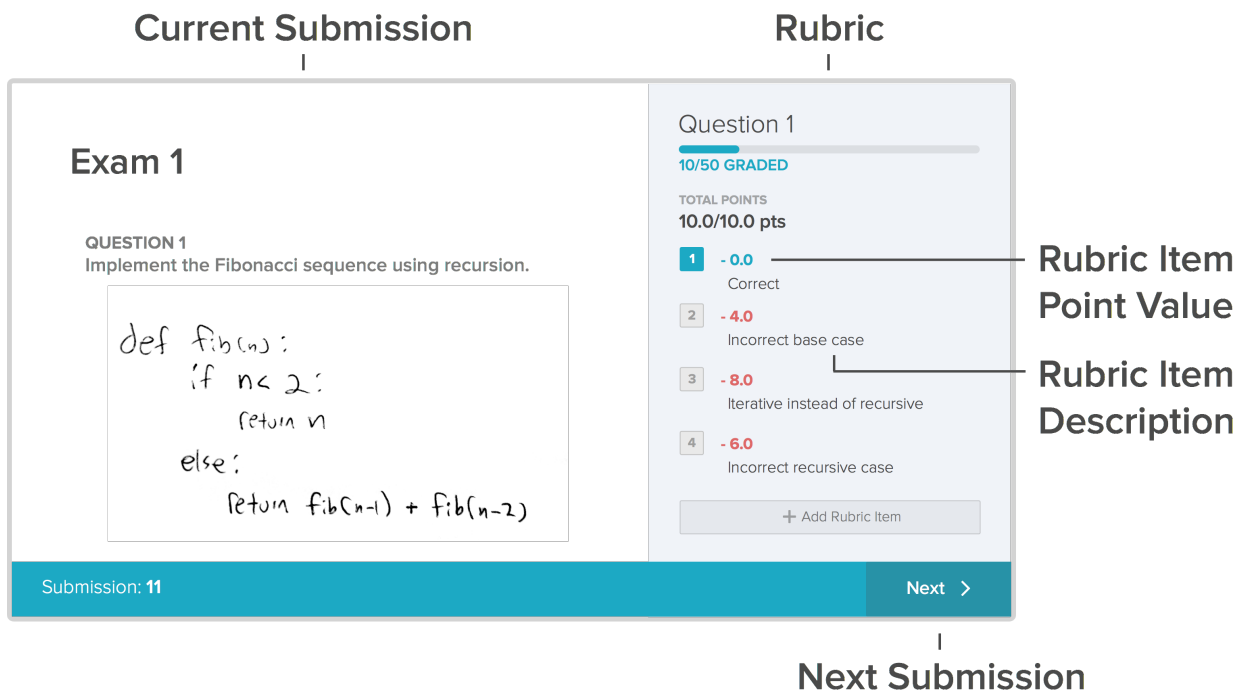 Current Submission
Rubric
Exam 1
QUESTION 1
Implement the Fibonacci sequence using recursion.
def fib(n):
if n < 2:
return n
else:
return fib(n-1) + fib(n-2)
Question 1
10/50 GRADED
TOTAL POINTS
10.0/10.0 pts
1 - 0.0
Correct
2 - 4.0
Incorrect base case
3 - 8.0
Iterative instead of recursive
4 - 6.0
Incorrect recursive case
+ Add Rubric Item
Rubric Item
Point Value
Rubric Item
Description
Submission: 11
Next >
Next Submission